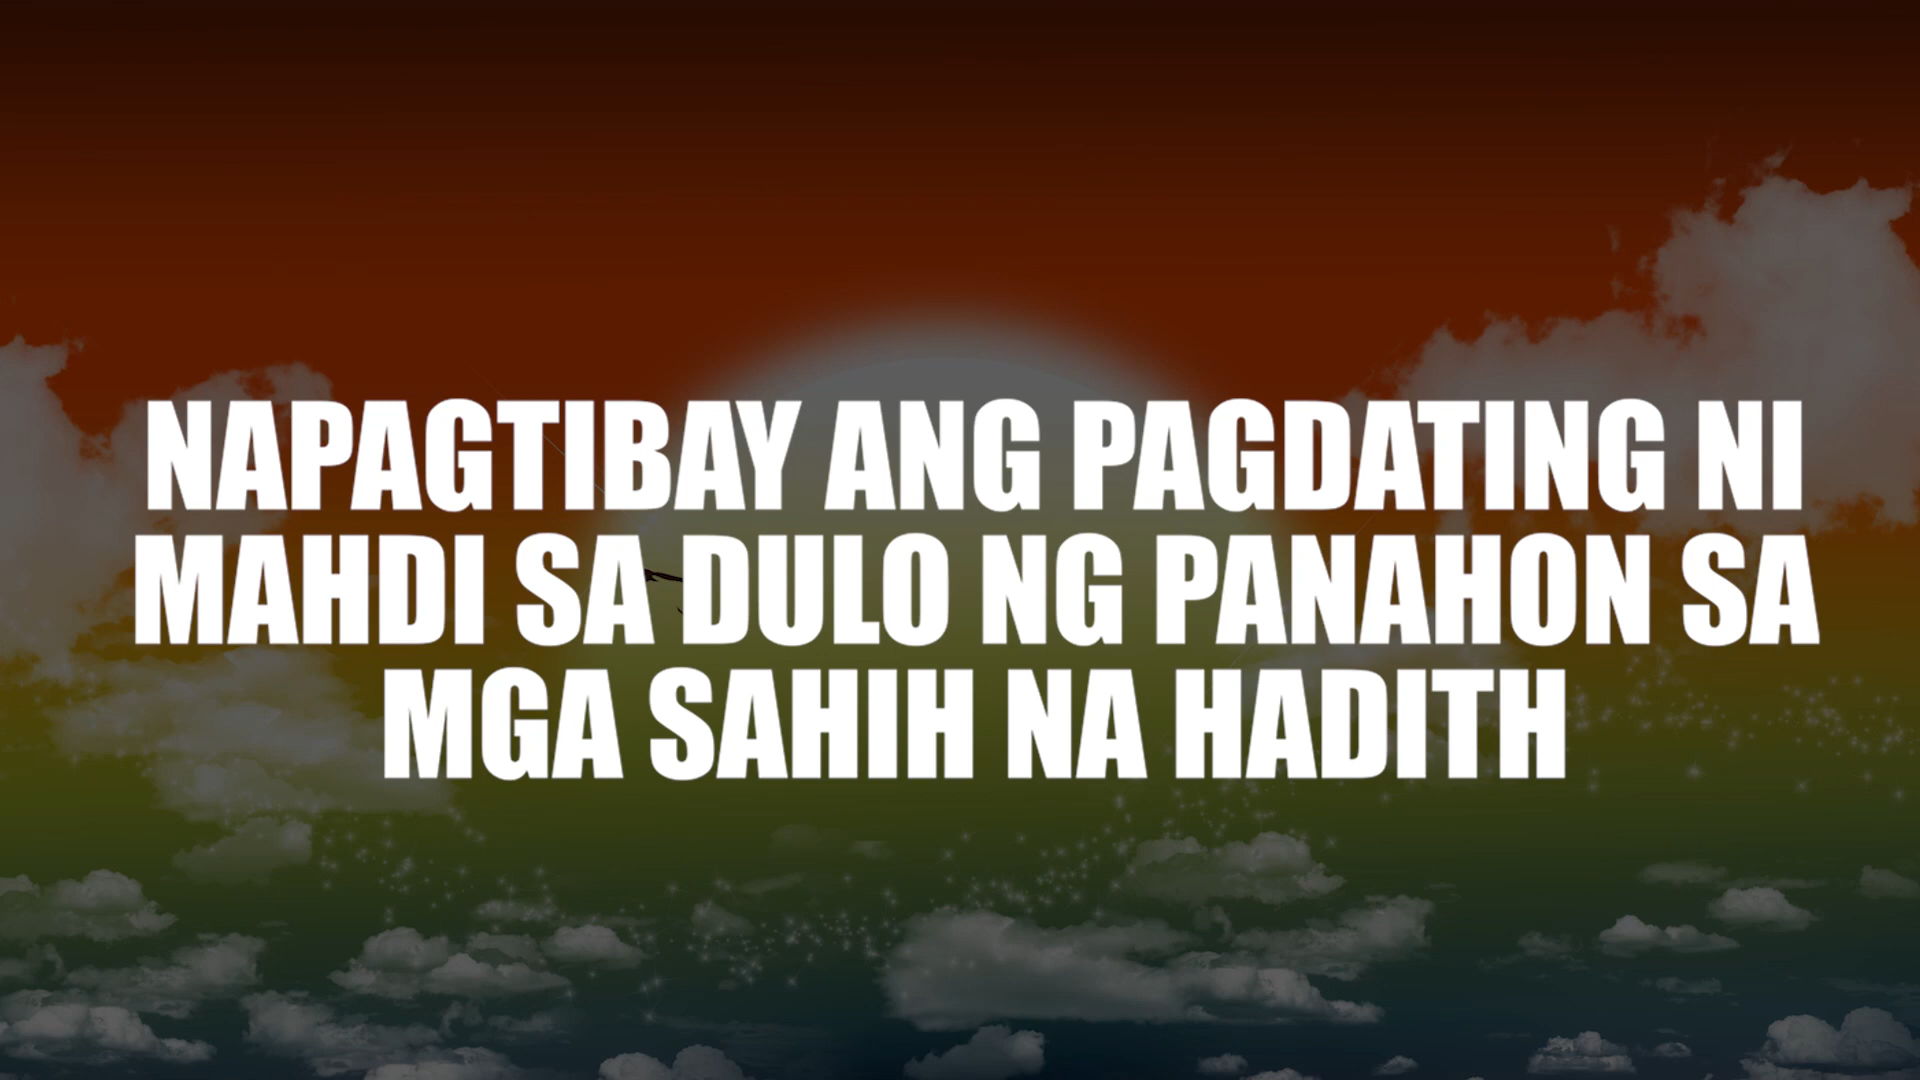 NAPAGTIBAY ANG PAGDATING NI
MAHDI SA DULO NG PANAHON SA
MGA SAHIH NA HADITH